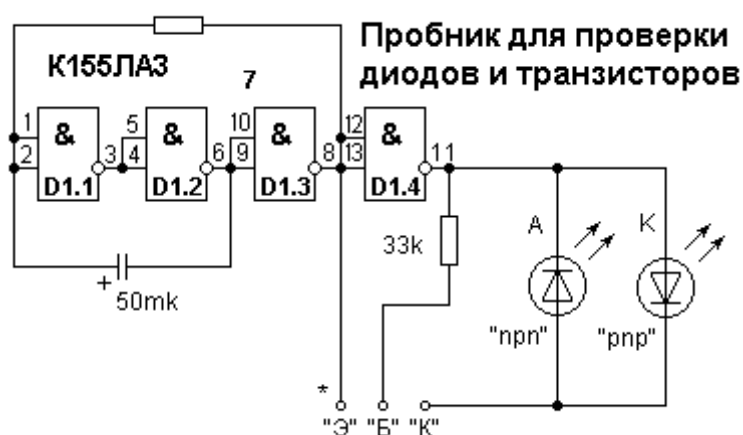 Пробник для проверки
диодов и транзисторов
К155ЛА3
7
1
2
&
D1.1
3
5
4
&
D1.2
6
10
9
&
D1.3
8
12
13
&
D1.4
11
+
50mk
33k
А
К
"npn"
"pnp"
*
"Э" "Б" "К"